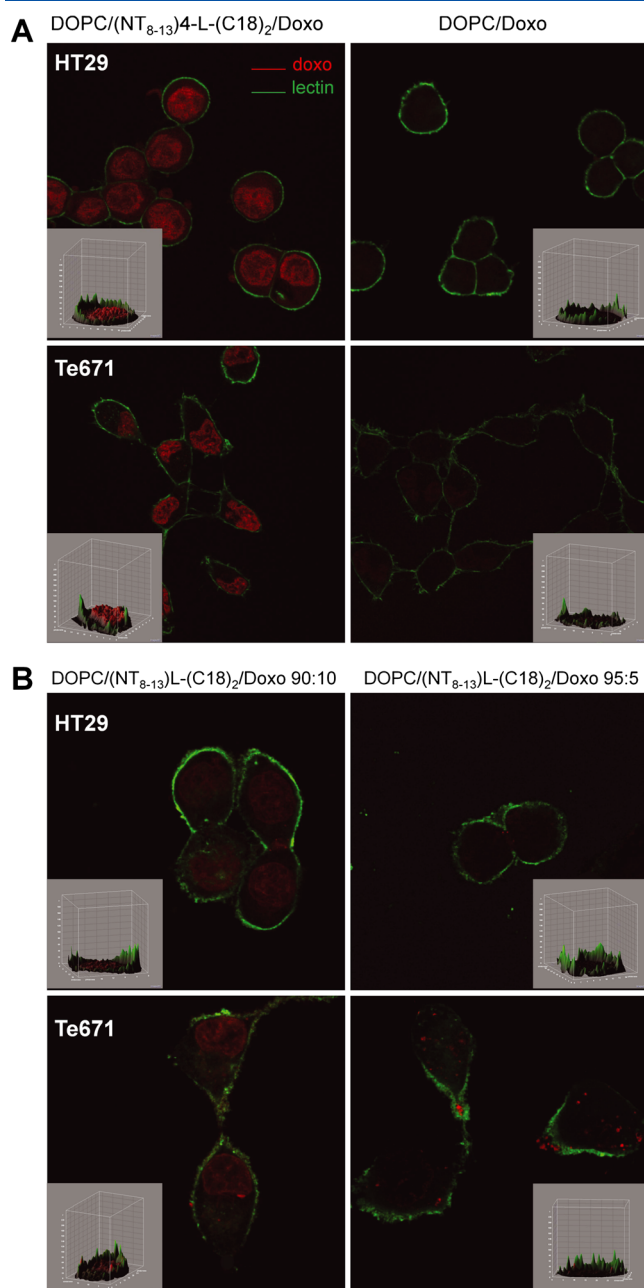 A
DOPC/(NT8-13)4-L-(C18)2/Doxo
DOPC/Doxo
HT29
doxo
lectin
Te671
B
DOPC/(NT8-13)L-(C18)2/Doxo 90:10
DOPC/(NT8-13)L-(C18)2/Doxo 95:5
HT29
Te671